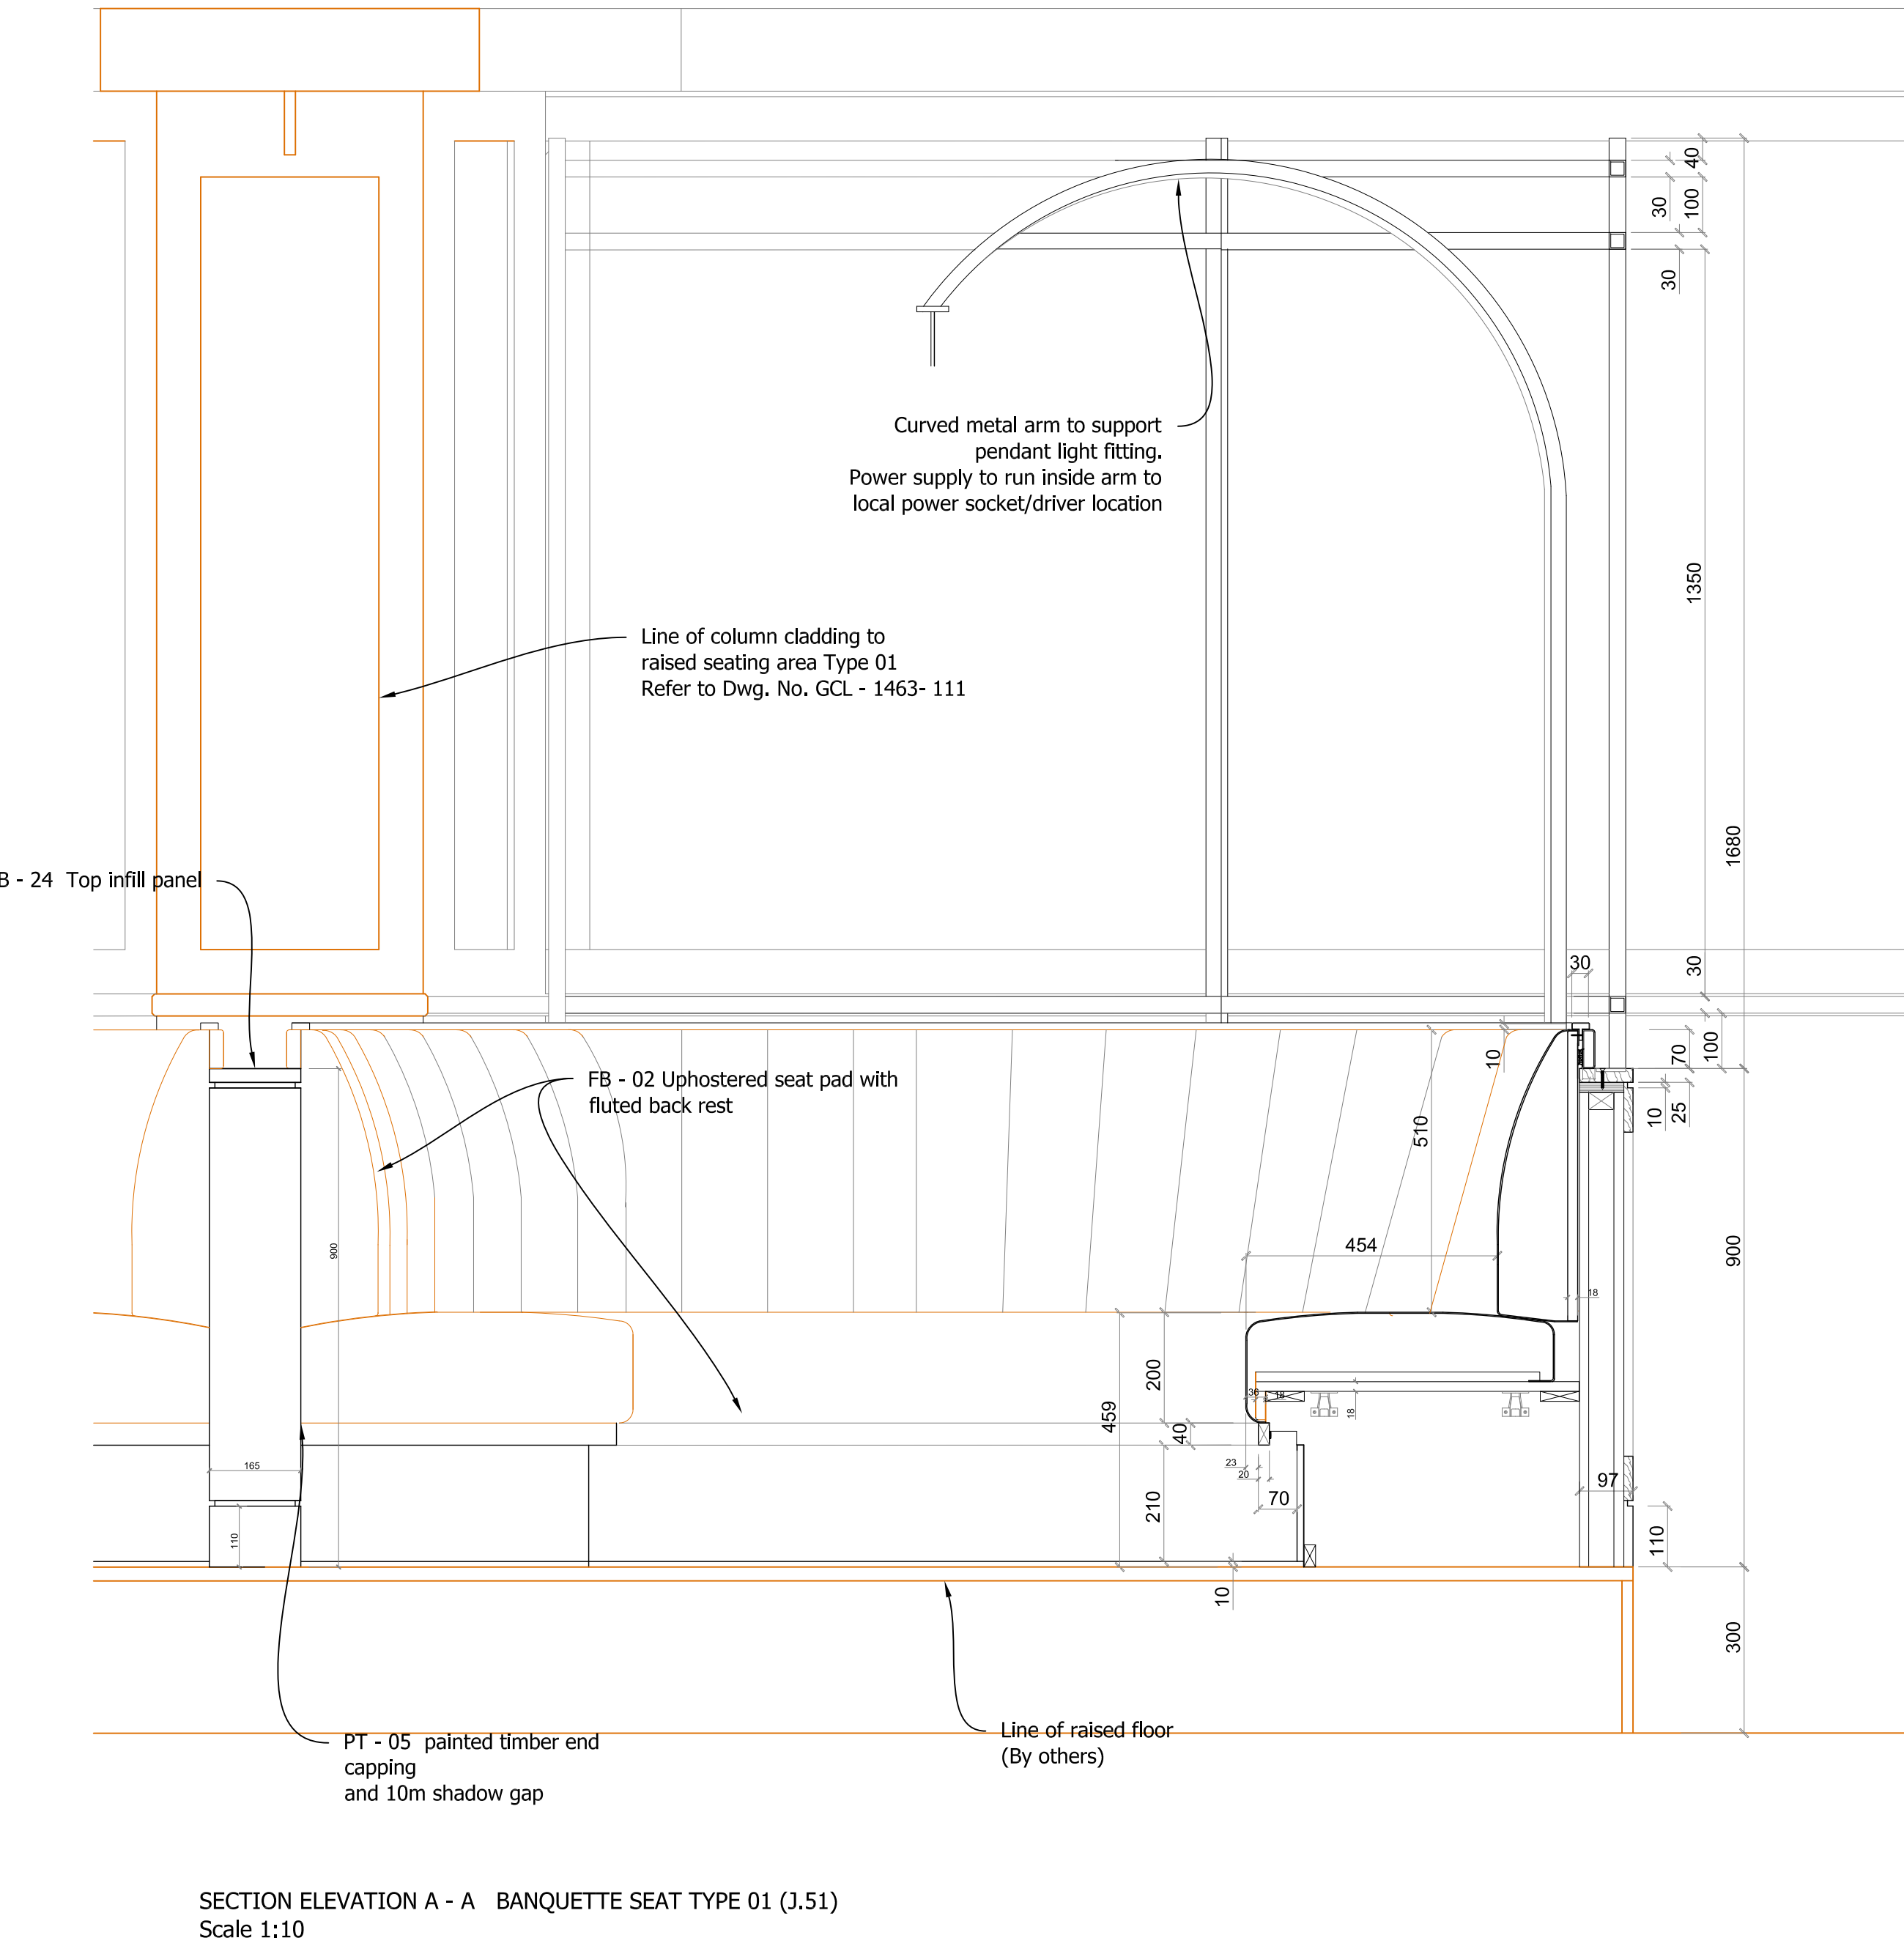 40
100
30
30
Curved metal arm to support
pendant light fitting.
Power supply to run inside arm to
local power socket/driver location
1350
Line of column cladding to
raised seating area Type 01
Refer to Dwg. No. GCL - 1463- 111
1680
B - 24 Top infill panel
30
30
10
70
100
FB - 02 Uphostered seat pad with
fluted back rest
510
10
25
900
454
900
18
200
459
36
18
18
40
23
20
70
165
97
210
110
110
10
300
PT - 05 painted timber end
capping
and 10m shadow gap
Line of raised floor
(By others)
SECTION ELEVATION A - A BANQUETTE SEAT TYPE 01 (J.51)
Scale 1:10